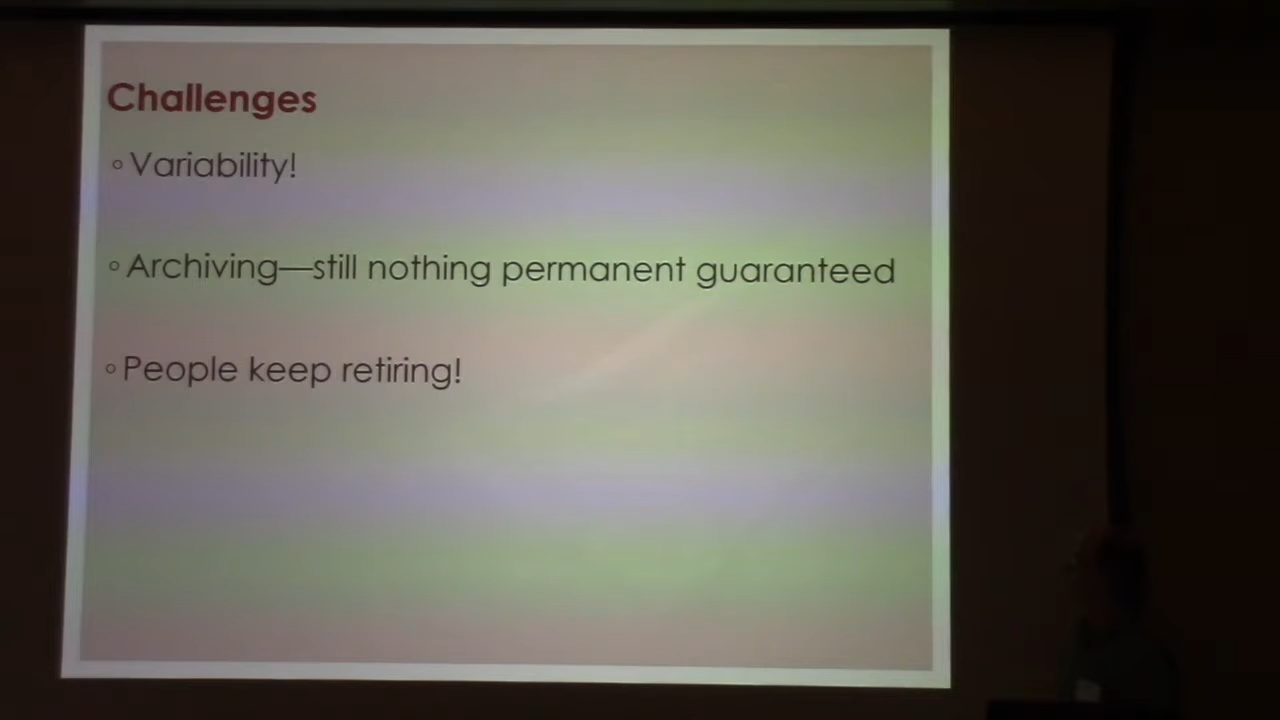 Challenges
◦ Variability!
◦ Archiving—still nothing permanent guaranteed
◦ People keep retiring!